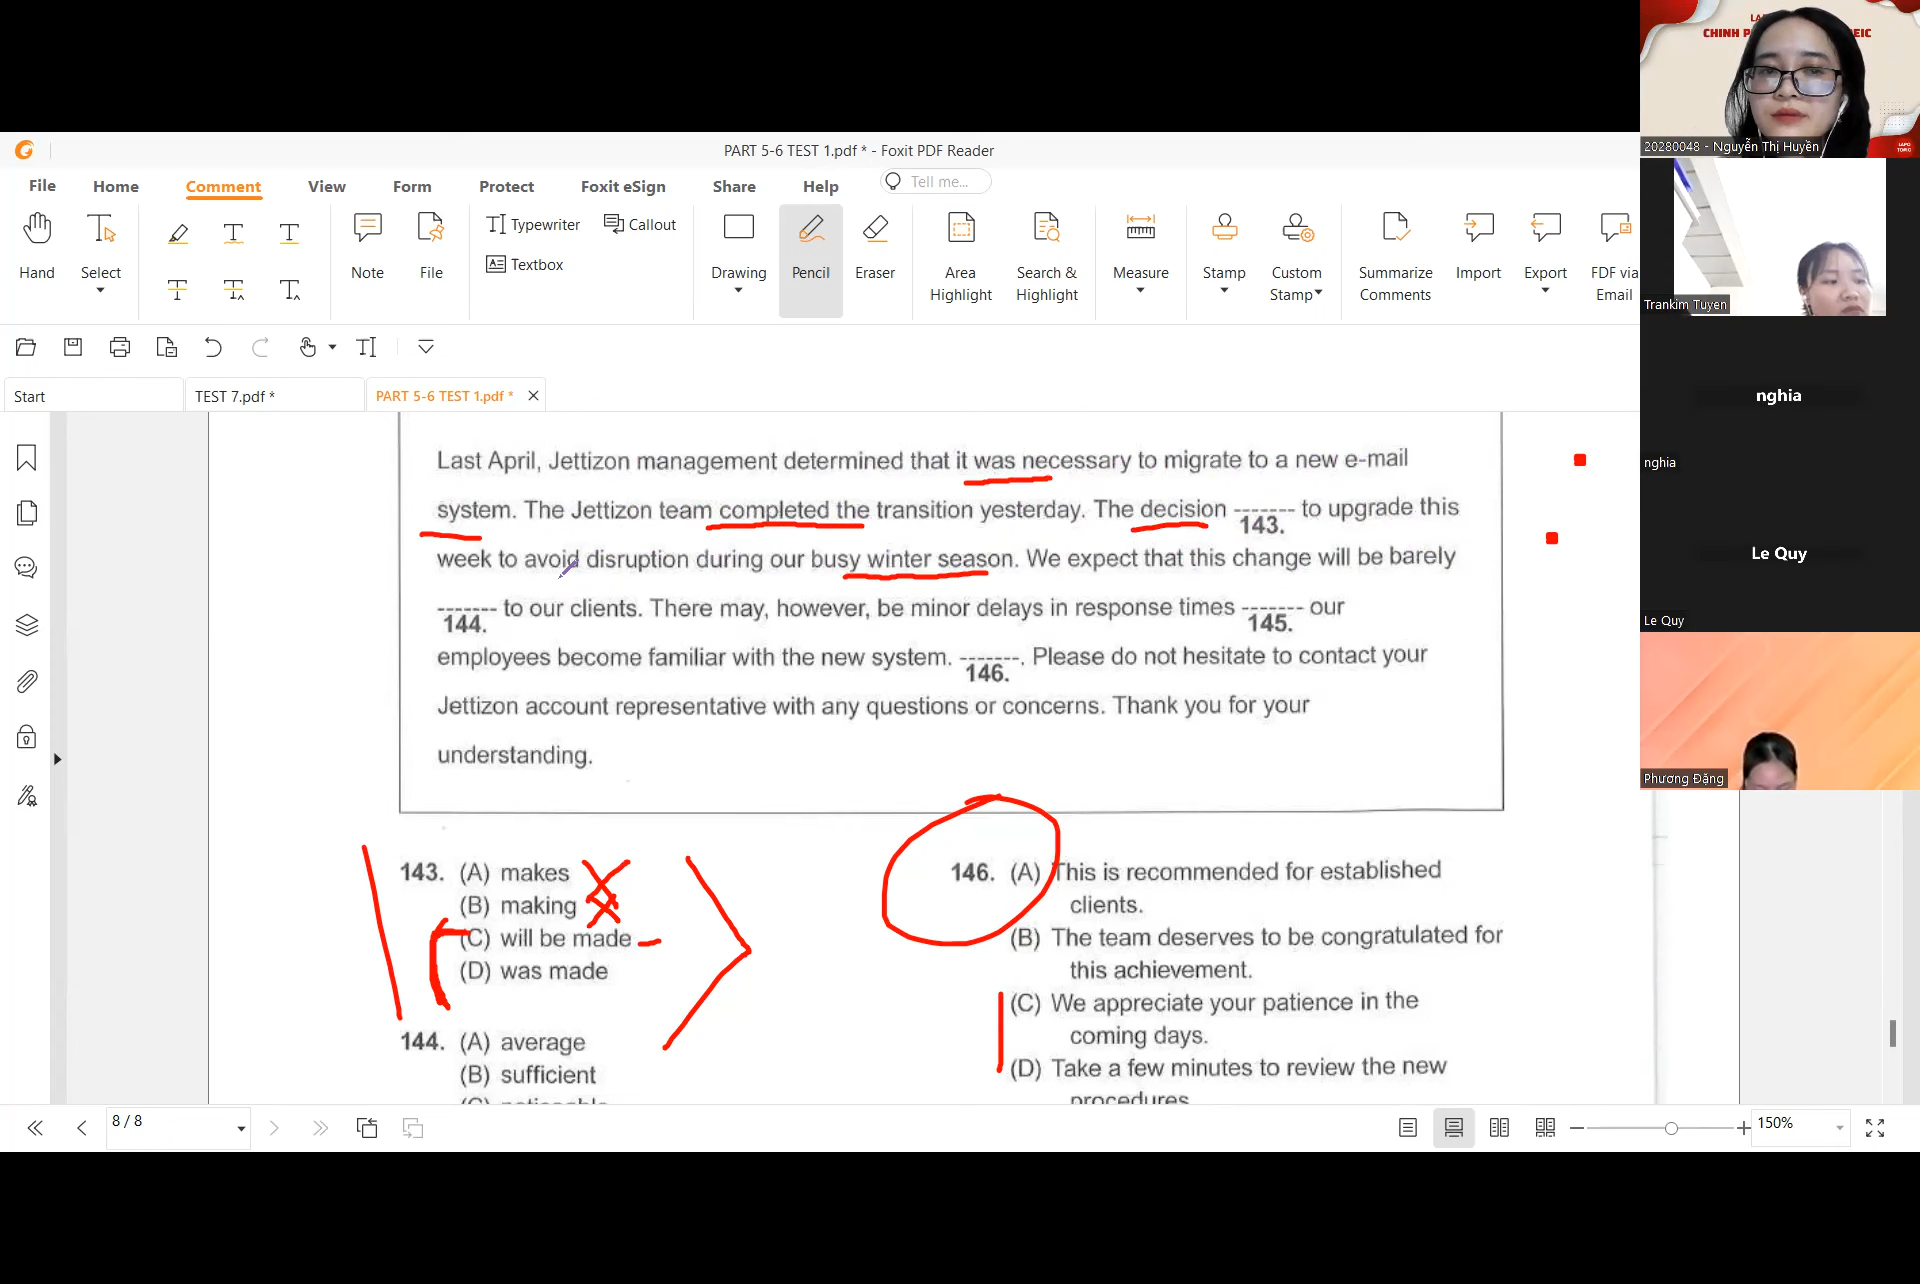 PART 5-6 TEST 1.pdf * - Foxit PDF Reader
File Home Comment View Form Protect Foxit eSign Share Help Tell me...
Hand
Select
Note
File
Typewriter
Callout
Textbox
Drawing
Pencil
Eraser
Area
Highlight
Search &
Highlight
Measure
Stamp
Custom
Stamp
Summarize
Comments
Import
Export
FDF via
Email
Start
TEST 7.pdf *
PART 5-6 TEST 1.pdf *
Last April, Jettizon management determined that it was necessary to migrate to a new e-mail
system. The Jettizon team completed the transition yesterday. The decision ------- to upgrade this
143.
week to avoid disruption during our busy winter season. We expect that this change will be barely
------- to our clients. There may, however, be minor delays in response times ------- our
144. 145.
employees become familiar with the new system. -------. Please do not hesitate to contact your
146.
Jettizon account representative with any questions or concerns. Thank you for your
understanding.
143. (A) makes
(B) making
(C) will be made
(D) was made
144. (A) average
(B) sufficient
(C) noticeable
146. (A) This is recommended for established
clients.
(B) The team deserves to be congratulated for
this achievement.
(C) We appreciate your patience in the
coming days.
(D) Take a few minutes to review the new
procedures.
8 / 8
150%
CHINH P
EIC
20280048 - Nguyễn Thị Huyền
Trankim Tuyen
nghia
nghia
Le Quy
Le Quy
Phương Đặng